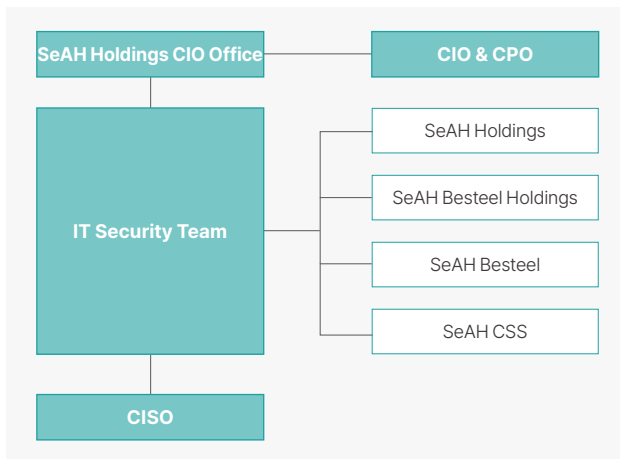 SeAH Holdings CIO Office
CIO & CPO
IT Security Team
SeAH Holdings
SeAH Besteel Holdings
SeAH Besteel
SeAH CSS
CISO